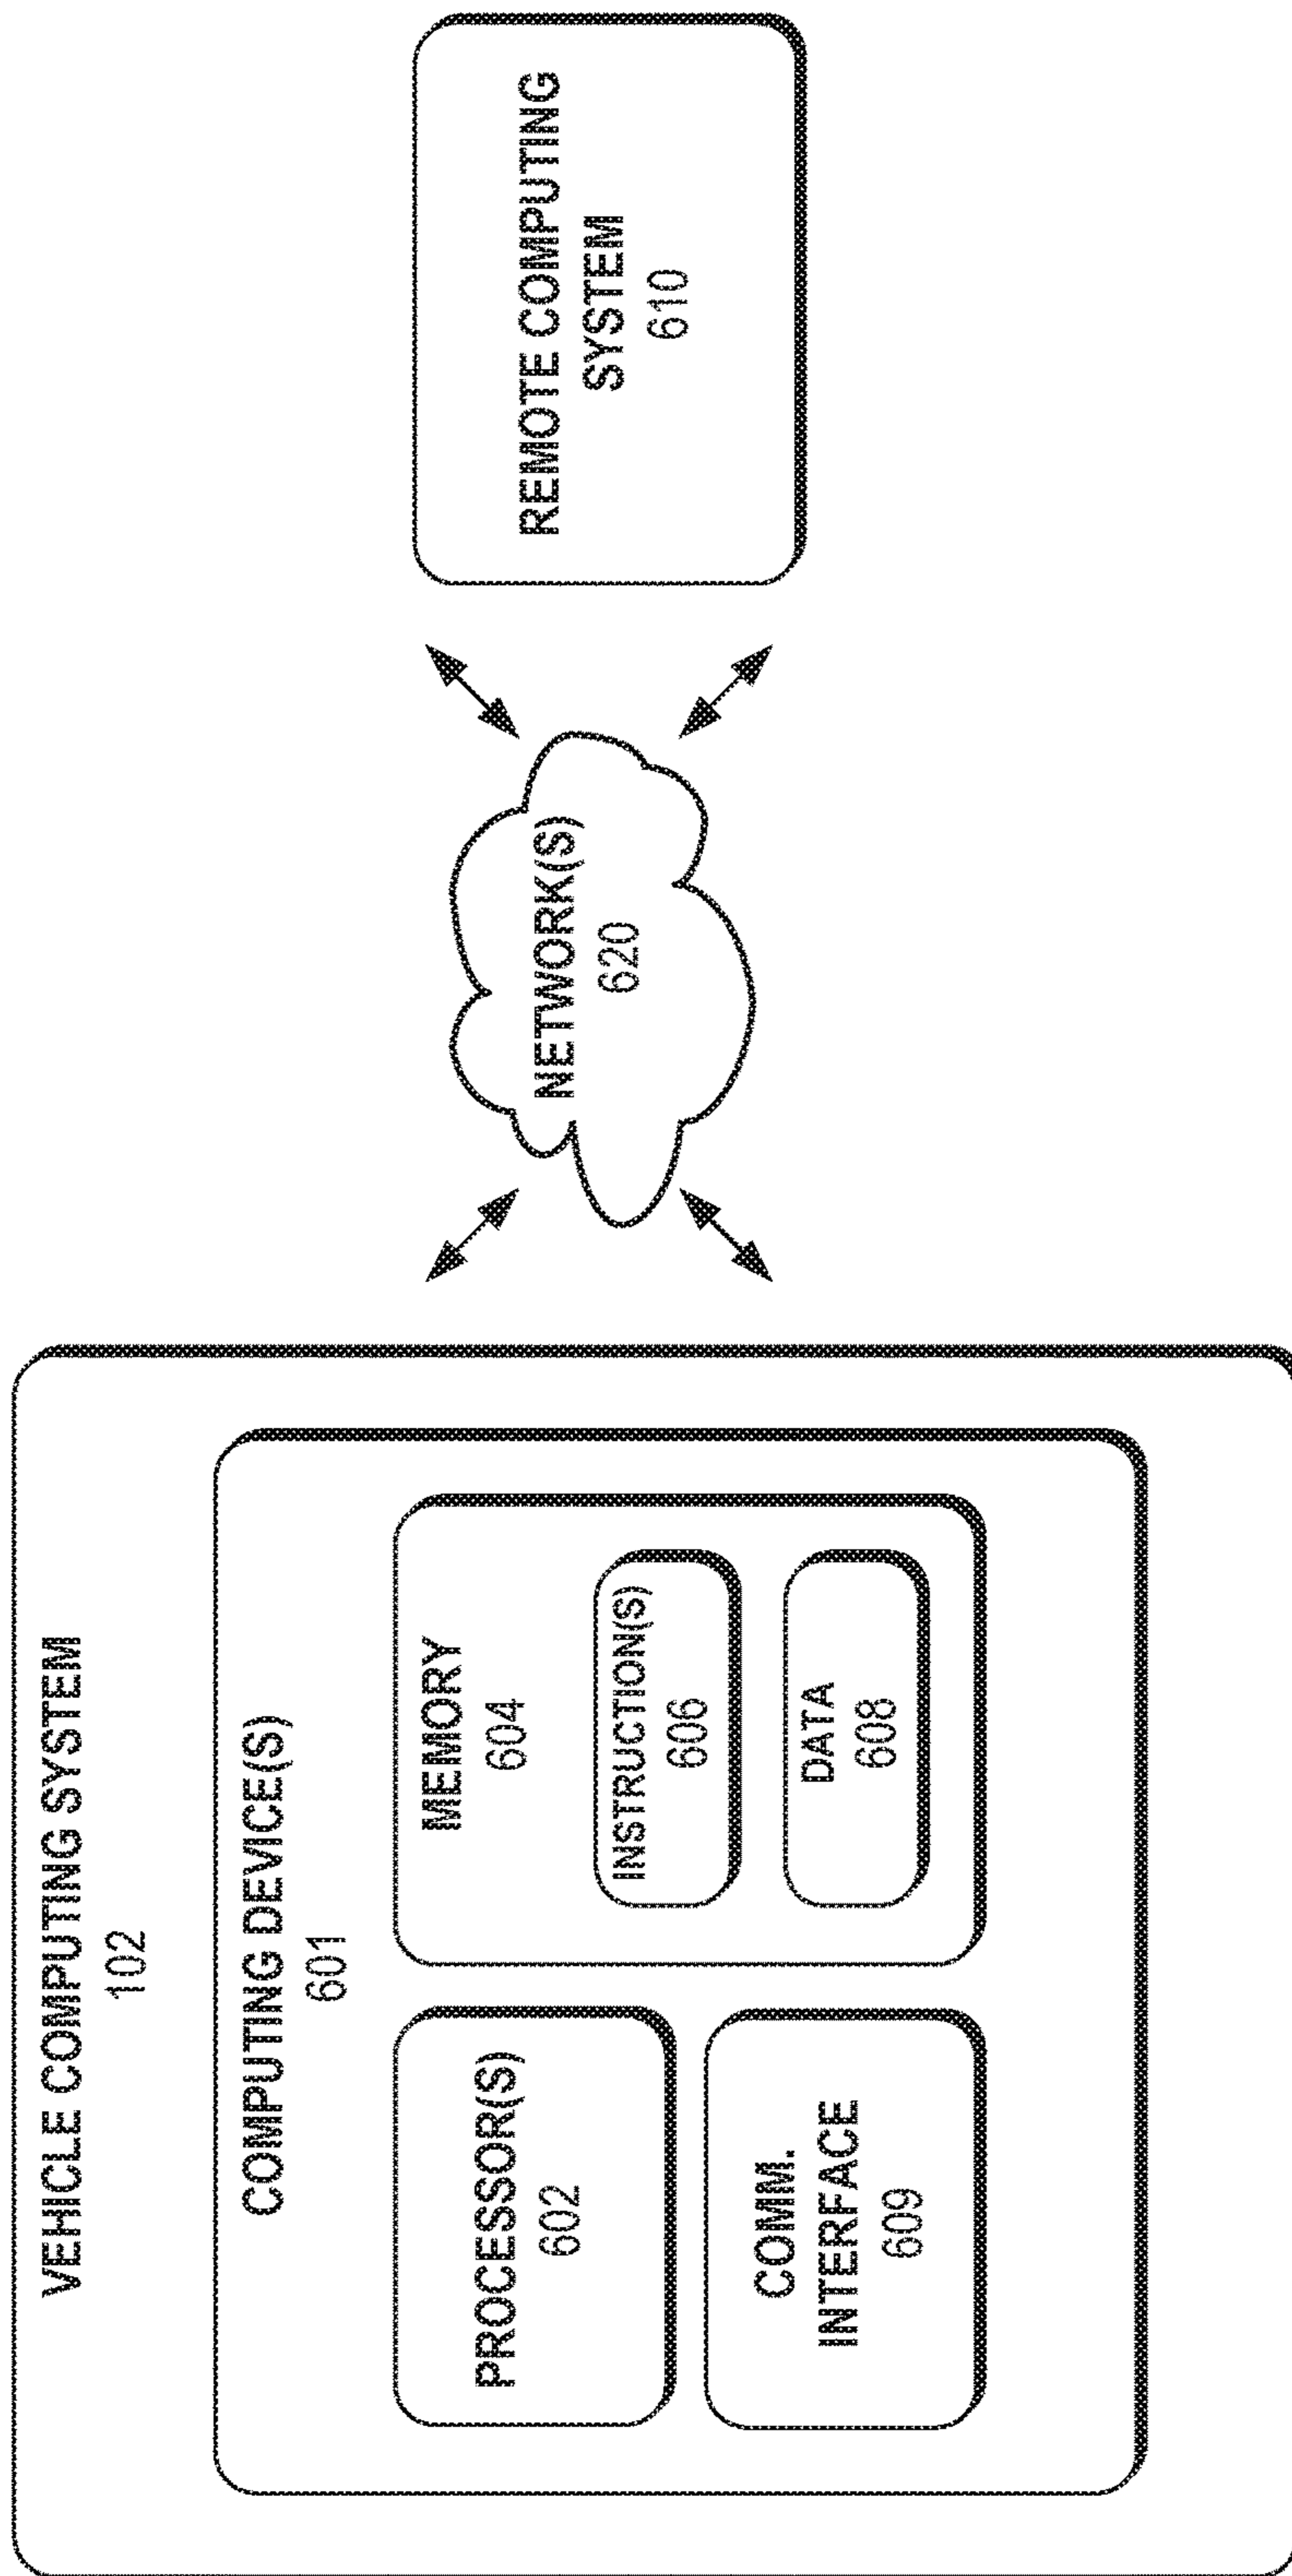 VEHICLE COMPUTING SYSTEM
102
COMPUTING DEVICE(S)
601
PROCESSOR(S)
602
COMM.
INTERFACE
609
MEMORY
604
INSTRUCTION(S)
606
DATA
608
NETWORK(S)
620
REMOTE COMPUTING
SYSTEM
610